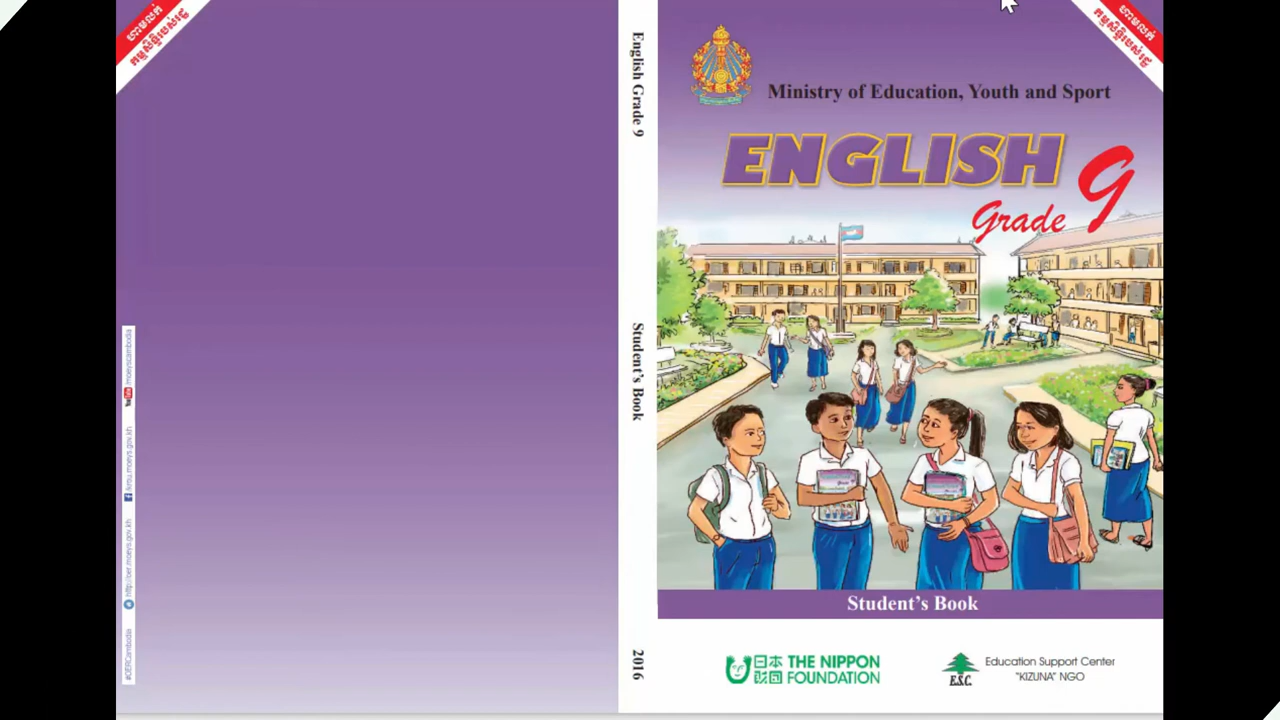 English Grade 9
Student's Book
2016
Ministry of Education, Youth and Sport
ENGLISH
Grade 9
Student's Book
日本財団 THE NIPPON FOUNDATION
E.S.C.
Education Support Center
"KIZUNA" NGO